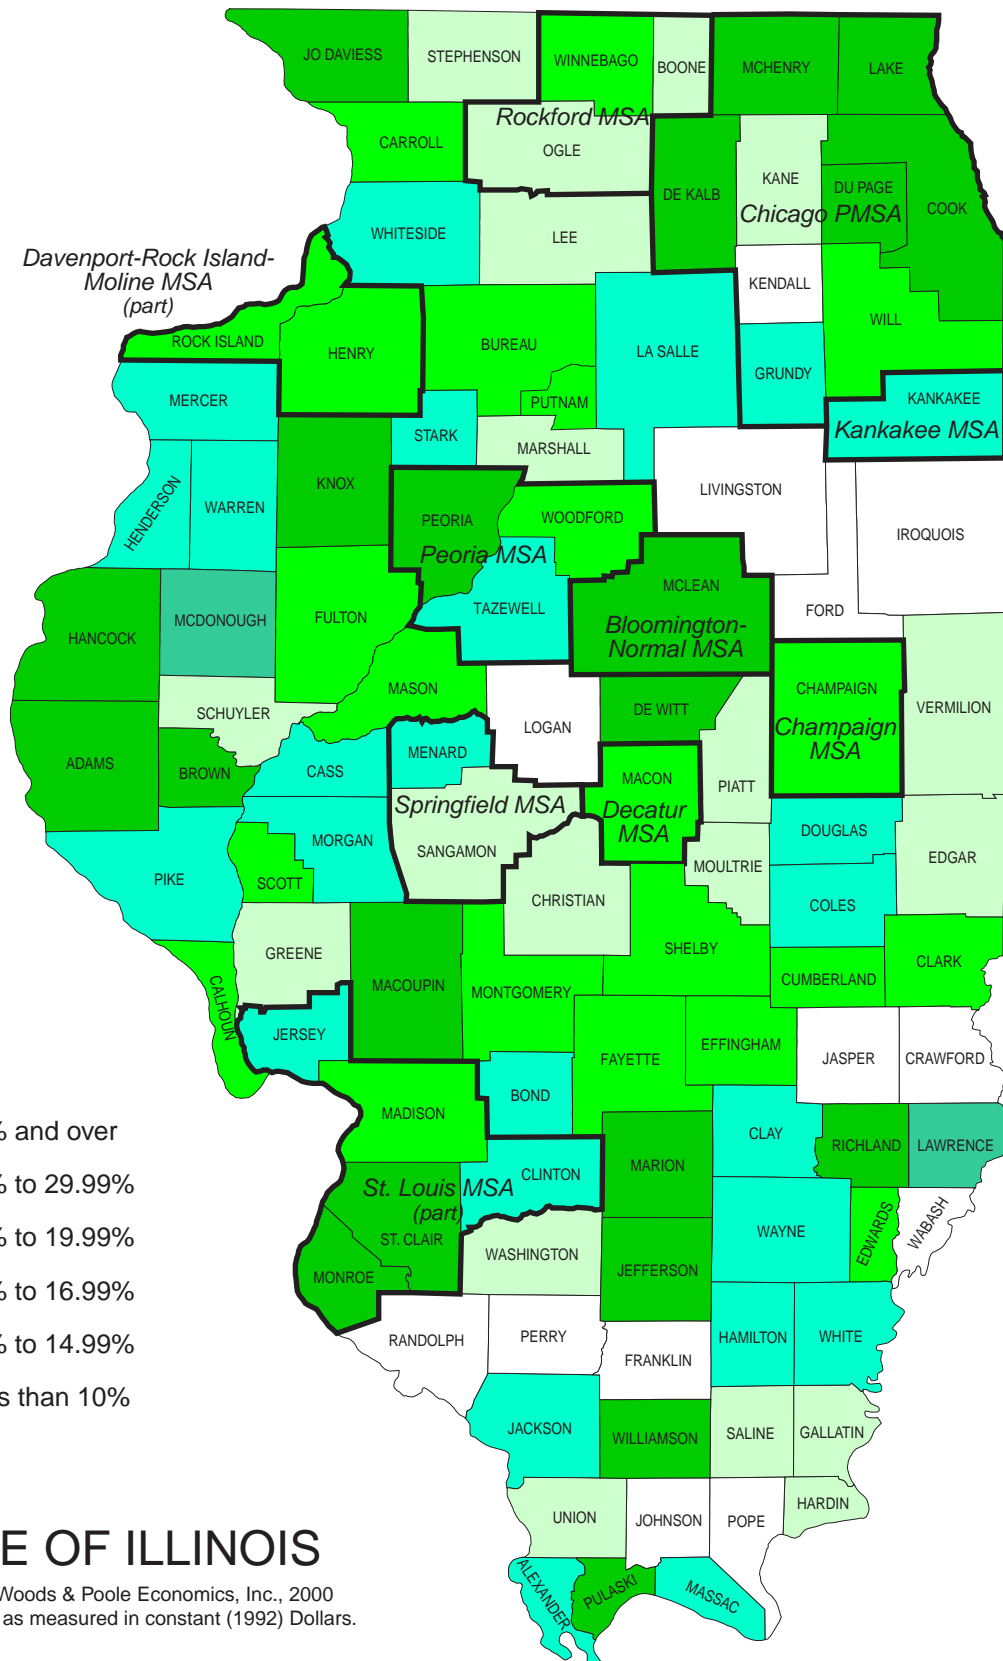 JO DAVIESS
STEPHENSON
WINNEBAGO
BOONE
MCHENRY
LAKE
CARROLL
Rockford MSA
OGLE
DE KALB
KANE
DU PAGE
COOK
Chicago PMSA
WHITESIDE
LEE
KENDALL
Davenport-Rock Island-
Moline MSA
(part)
ROCK ISLAND
HENRY
BUREAU
LA SALLE
WILL
GRUNDY
MERCER
PUTNAM
KANKAKEE
Kankakee MSA
STARK
MARSHALL
HENDERSON
WARREN
KNOX
PEORIA
WOODFORD
LIVINGSTON
IROQUOIS
Peoria MSA
TAZEWELL
MCLEAN
FORD
Bloomington-
Normal MSA
HANCOCK
MCDONOUGH
FULTON
MASON
SCHUYLER
LOGAN
DE WITT
CHAMPAIGN
Champaign
MSA
VERMILION
ADAMS
BROWN
CASS
MENARD
MACON
PIATT
Springfield MSA
Decatur
MSA
PIKE
SCOTT
MORGAN
SANGAMON
CHRISTIAN
MOULTRIE
DOUGLAS
EDGAR
COLES
GREENE
CALHOUN
MACOUPIN
MONTGOMERY
SHELBY
CUMBERLAND
CLARK
JERSEY
FAYETTE
EFFINGHAM
JASPER
CRAWFORD
MADISON
BOND
CLAY
RICHLAND
LAWRENCE
MARION
St. Louis MSA
(part)
CLINTON
ST. CLAIR
MONROE
WASHINGTON
JEFFERSON
WAYNE
EDWARDS
WABASH
RANDOLPH
PERRY
FRANKLIN
HAMILTON
WHITE
JACKSON
WILLIAMSON
SALINE
GALLATIN
UNION
JOHNSON
POPE
HARDIN
ALEXANDER
PULASKI
MASSAC
% and over
% to 29.99%
% to 19.99%
% to 16.99%
% to 14.99%
s than 10%
E OF ILLINOIS
Woods & Poole Economics, Inc., 2000
as measured in constant (1992) Dollars.